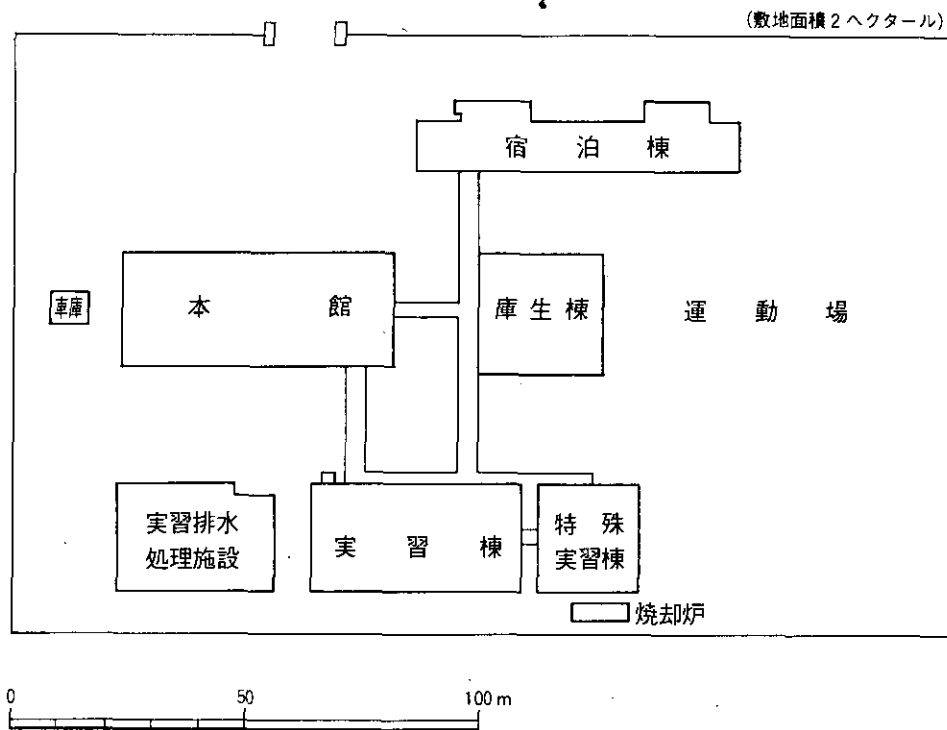 (敷地面積2ヘクタール)
宿泊棟
車庫
本館
庫生棟
運動場
実習排水
処理施設
実習棟
特殊
実習棟
焼却炉
0 50 100m